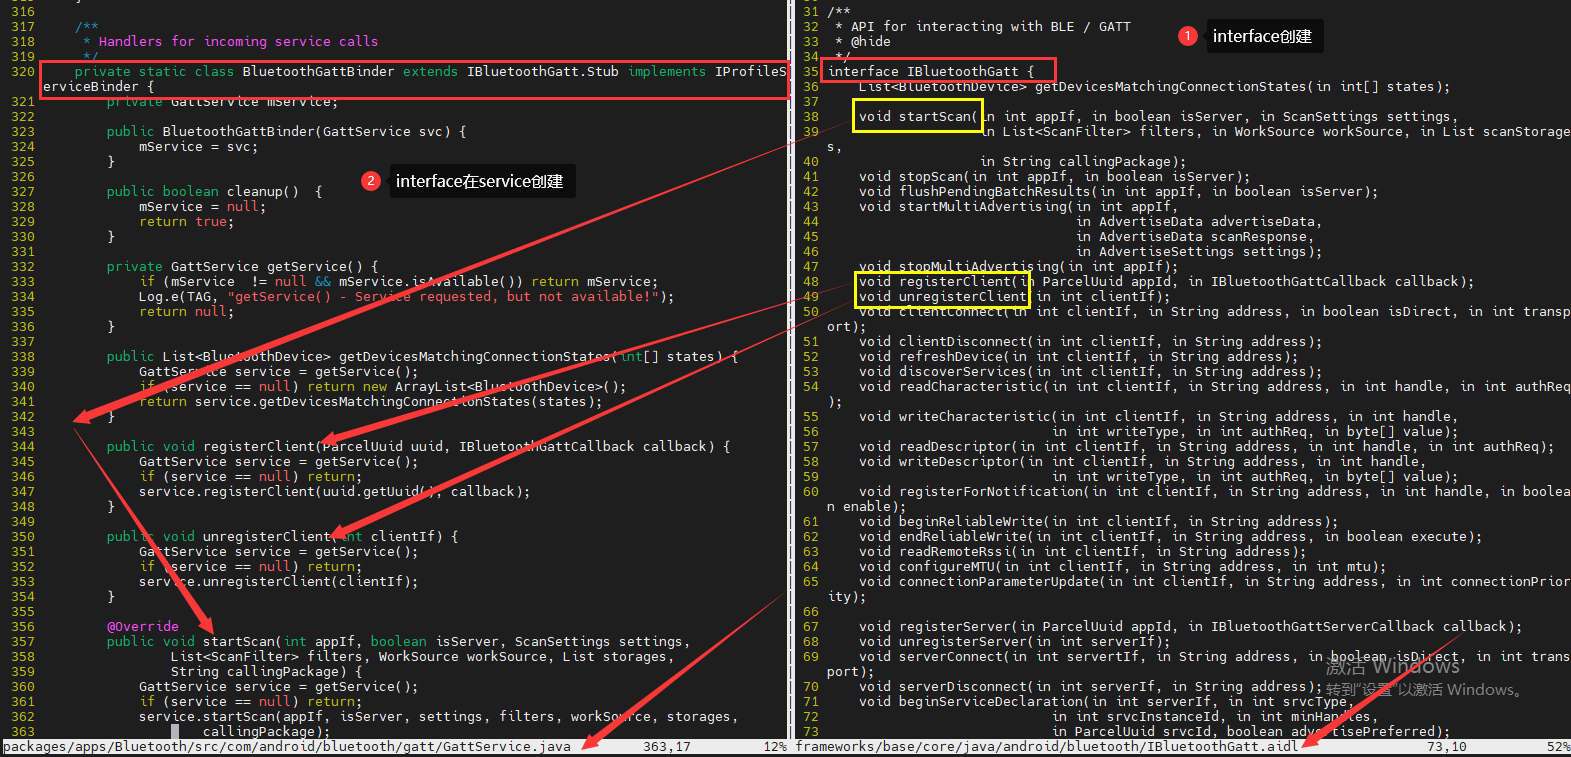 316
317     /**
318      * Handlers for incoming service calls
319      */
320     private static class BluetoothGattBinder extends IBluetoothGatt.Stub implements IProfileS
erviceBinder {
321         private GattService mService;
322
323         public BluetoothGattBinder(GattService svc) {
324             mService = svc;
325         }
326
② interface在service创建
327         public boolean cleanup()  {
328             mService = null;
329             return true;
330         }
331
332         private GattService getService() {
333             if (mService  != null && mService.isAvailable()) return mService;
334             Log.e(TAG, "getService() - Service requested, but not available!");
335             return null;
336         }
337
338         public List<BluetoothDevice> getDevicesMatchingConnectionStates(int[] states) {
339             GattService service = getService();
340             if (service == null) return new ArrayList<BluetoothDevice>();
341             return service.getDevicesMatchingConnectionStates(states);
342         }
343
344         public void registerClient(ParcelUuid uuid, IBluetoothGattCallback callback) {
345             GattService service = getService();
346             if (service == null) return;
347             service.registerClient(uuid.getUuid(), callback);
348         }
349
350         public void unregisterClient(int clientIf) {
351             GattService service = getService();
352             if (service == null) return;
353             service.unregisterClient(clientIf);
354         }
355
356         @Override
357         public void startScan(int appIf, boolean isServer, ScanSettings settings,
358                 List<ScanFilter> filters, WorkSource workSource, List storages,
359                 String callingPackage) {
360             GattService service = getService();
361             if (service == null) return;
362             service.startScan(appIf, isServer, settings, filters, workSource, storages,
363                     callingPackage);
packages/apps/Bluetooth/src/com/android/bluetooth/gatt/GattService.java         363,17         12%
31 /**
32  * API for interacting with BLE / GATT
① interface创建
33  * @hide
34  */
35 interface IBluetoothGatt {
36     List<BluetoothDevice> getDevicesMatchingConnectionStates(in int[] states);
37
38     void startScan(in int appIf, in boolean isServer, in ScanSettings settings,
39                    in List<ScanFilter> filters, in WorkSource workSource, in List scanStorage
s,
40                    in String callingPackage);
41     void stopScan(in int appIf, in boolean isServer);
42     void flushPendingBatchResults(in int appIf, in boolean isServer);
43     void startMultiAdvertising(in int appIf,
44                                in AdvertiseData advertiseData,
45                                in AdvertiseData scanResponse,
46                                in AdvertiseSettings settings);
47     void stopMultiAdvertising(in int appIf);
48     void registerClient(in ParcelUuid appId, in IBluetoothGattCallback callback);
49     void unregisterClient(in int clientIf);
50     void clientConnect(in int clientIf, in String address, in boolean isDirect, in int transp
ort);
51     void clientDisconnect(in int clientIf, in String address);
52     void refreshDevice(in int clientIf, in String address);
53     void discoverServices(in int clientIf, in String address);
54     void readCharacteristic(in int clientIf, in String address, in int handle, in int authReq
);
55     void writeCharacteristic(in int clientIf, in String address, in int handle,
56                             in int writeType, in int authReq, in byte[] value);
57     void readDescriptor(in int clientIf, in String address, in int handle, in int authReq);
58     void writeDescriptor(in int clientIf, in String address, in int handle,
59                             in int writeType, in int authReq, in byte[] value);
60     void registerForNotification(in int clientIf, in String address, in int handle, in boolea
n enable);
61     void beginReliableWrite(in int clientIf, in String address);
62     void endReliableWrite(in int clientIf, in String address, in boolean execute);
63     void readRemoteRssi(in int clientIf, in String address);
64     void configureMTU(in int clientIf, in String address, in int mtu);
65     void connectionParameterUpdate(in int clientIf, in String address, in int connectionPrior
ity);
66
67     void registerServer(in ParcelUuid appId, in IBluetoothGattServerCallback callback);
68     void unregisterServer(in int serverIf);
69     void serverConnect(in int servertIf, in String address, in boolean isDirect, in int trans
port);
70     void serverDisconnect(in int serverIf, in String address);
71     void beginServiceDeclaration(in int serverIf, in int srvcType,
72                             in int srvcInstanceId, in int minHandles,
73                             in ParcelUuid srvcId, in boolean advertisePreferred);
激活 Windows
转到"设置"以激活 Windows。
frameworks/base/core/java/android/bluetooth/IBluetoothGatt.aidl         73,10         52%